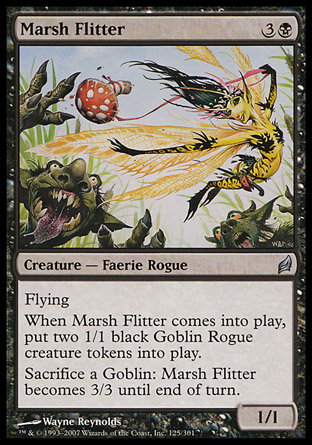 Marsh Flitter 3
WAR
Creature — Faerie Rogue
Flying
When Marsh Flitter comes into play,
put two 1/1 black Goblin Rogue
creature tokens into play.
Sacrifice a Goblin: Marsh Flitter
becomes 3/3 until end of turn.
Wayne Reynolds
™ & © 1993–2007 Wizards of the Coast, Inc. 125/301
1/1